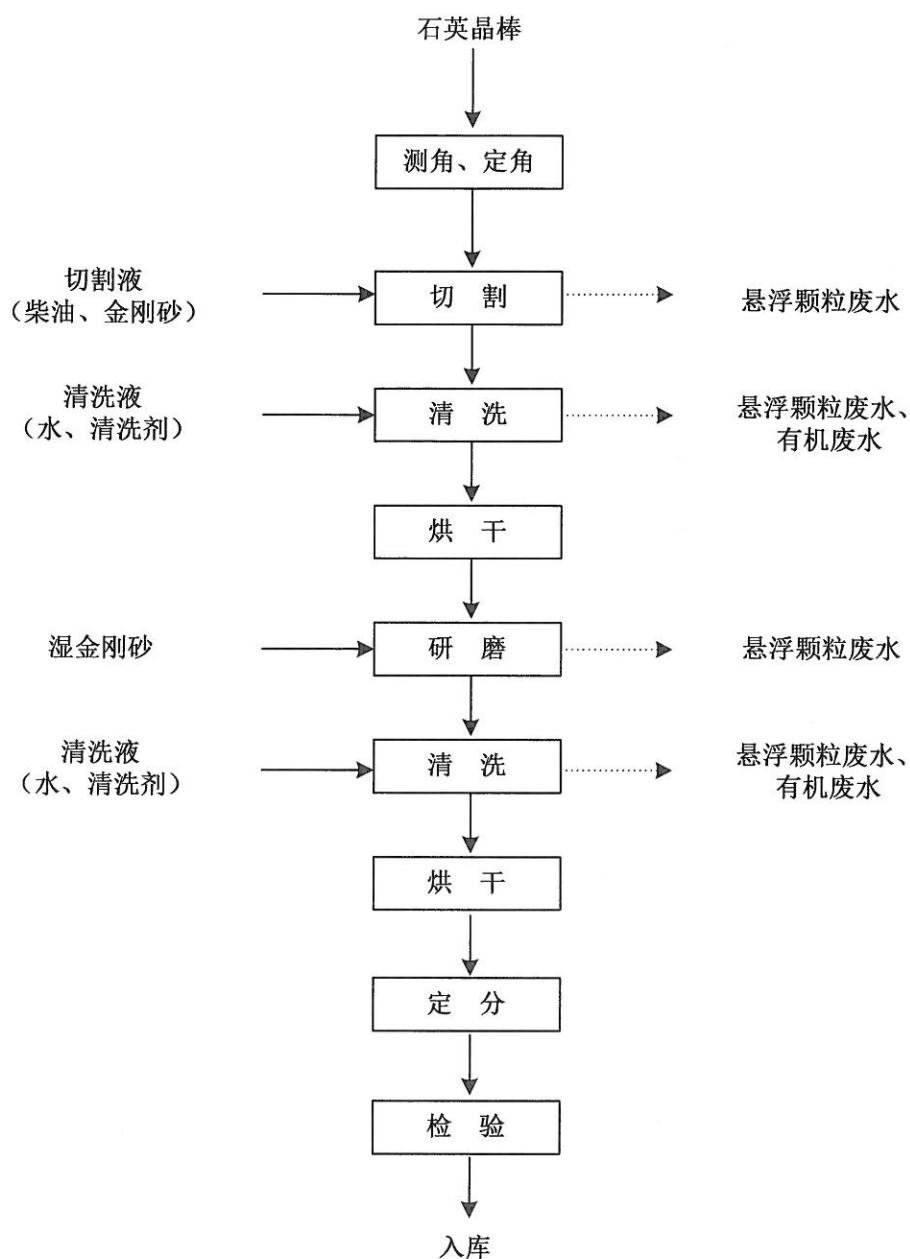 石英晶棒
测角、定角
切割液
（柴油、金刚砂）
切 割
悬浮颗粒废水
清洗液
（水、清洗剂）
清 洗
悬浮颗粒废水、
有机废水
烘 干
湿金刚砂
研 磨
悬浮颗粒废水
清洗液
（水、清洗剂）
清 洗
悬浮颗粒废水、
有机废水
烘 干
定 分
检 验
入库